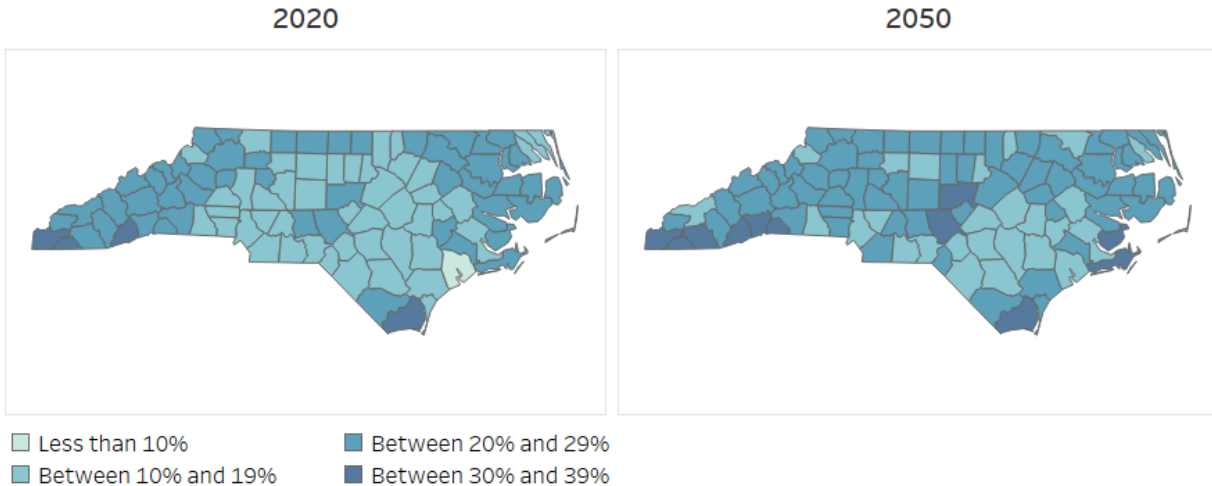 2020
2050
Less than 10%
Between 20% and 29%
Between 10% and 19%
Between 30% and 39%